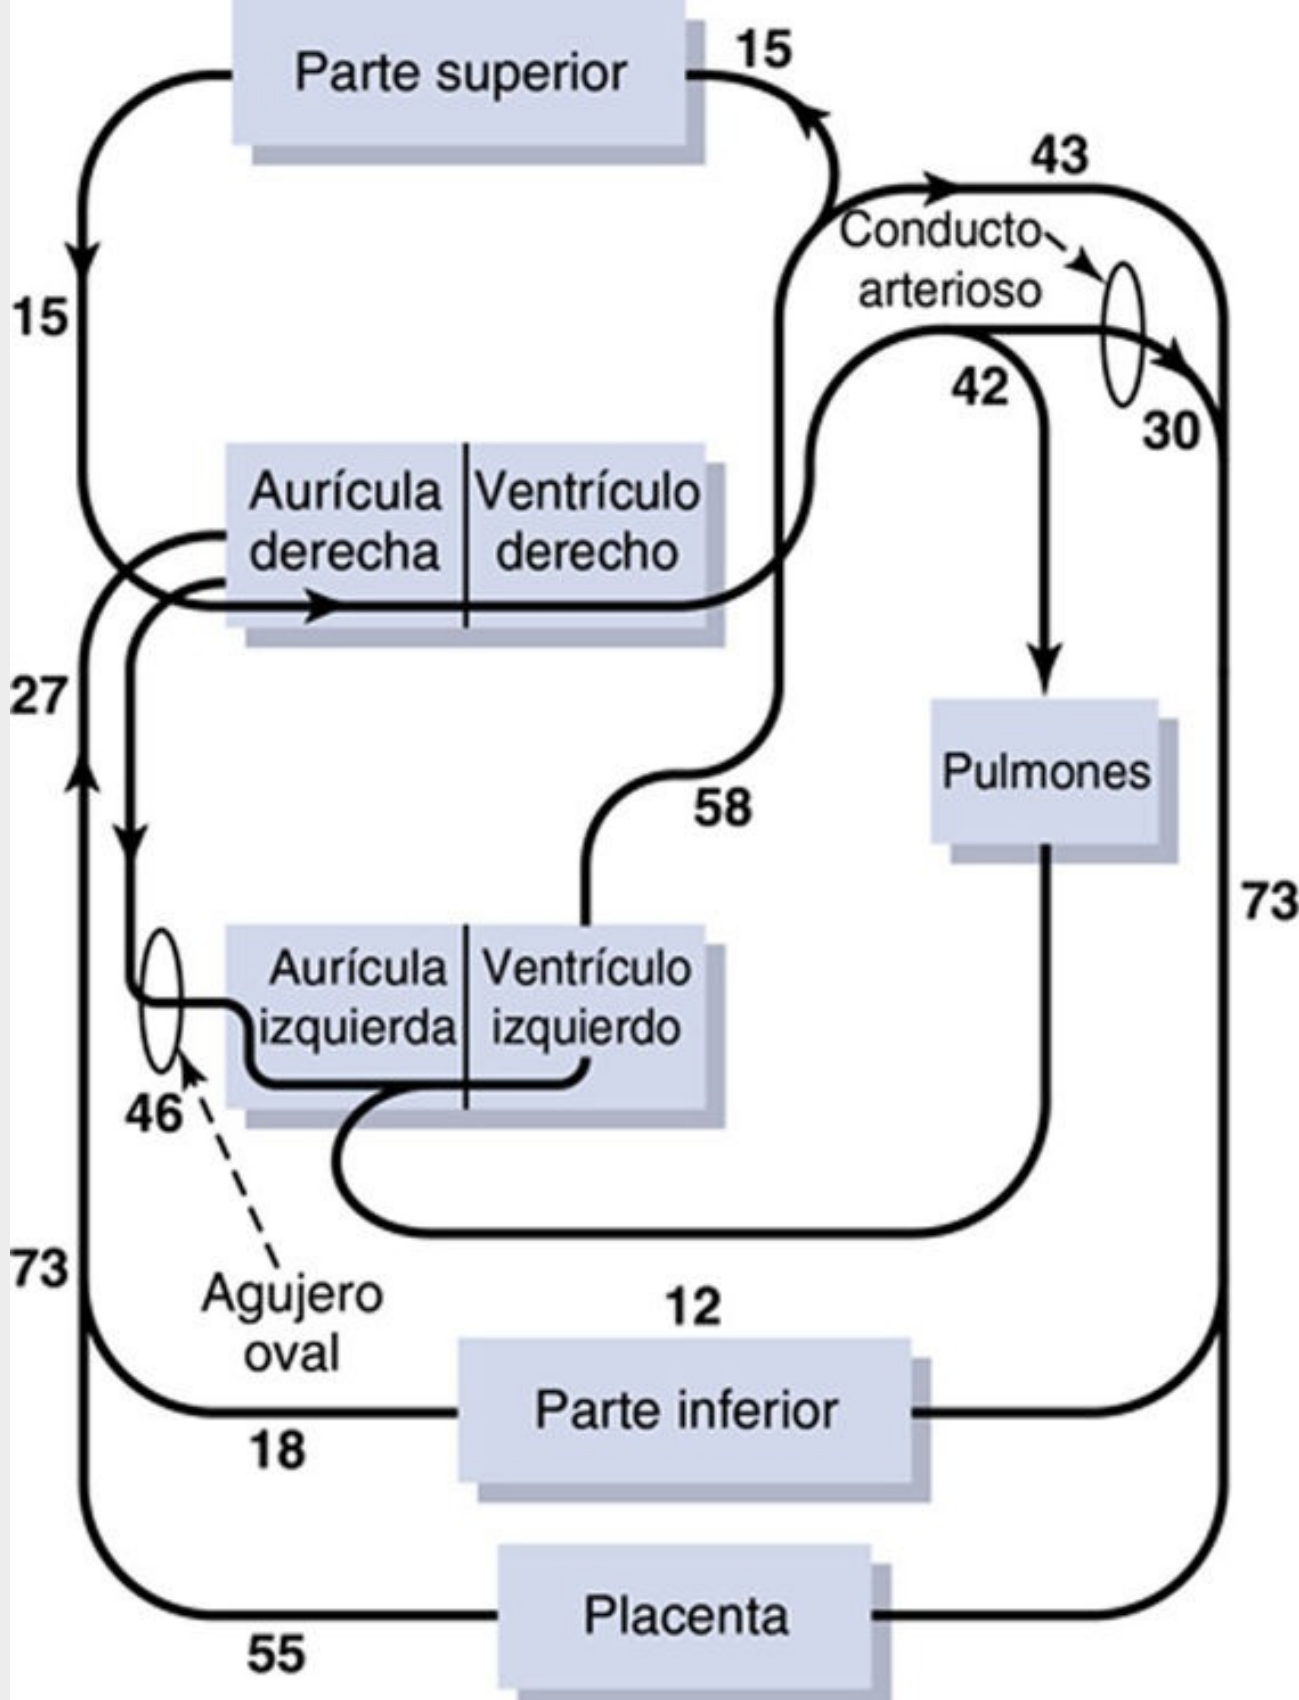 Parte superior
15
43
Conducto
arterioso
15
42
30
Aurícula
derecha
Ventrículo
derecho
27
Pulmones
58
73
Aurícula
izquierda
Ventrículo
izquierdo
46
73
Agujero
oval
12
Parte inferior
18
Placenta
55